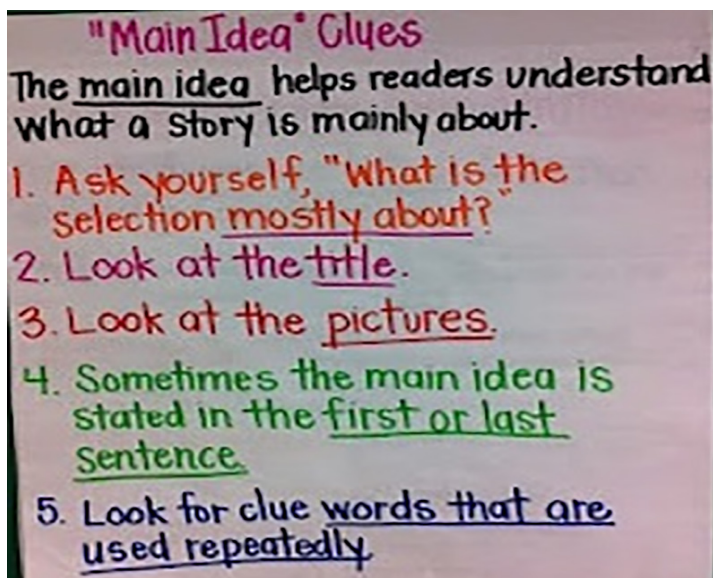 "Main Idea" Clues
The main idea helps readers understand
what a story is mainly about.
1. Ask yourself, "What is the
selection mostly about?"
2. Look at the title.
3. Look at the pictures.
4. Sometimes the main idea is
stated in the first or last
sentence.
5. Look for clue words that are
used repeatedly.